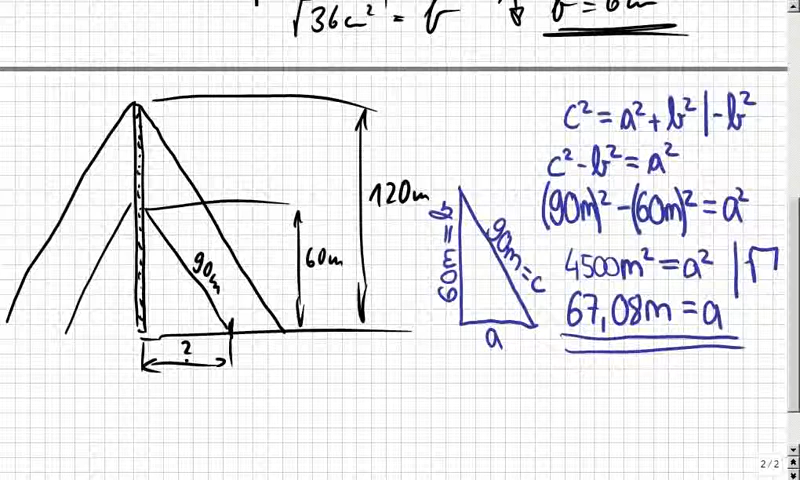 √36c² = b ⇓ b = 6m
120m
60m
90m
?
60m = b
90m = c
a
c² = a² + b² | -b²
c² - b² = a²
(90m)² - (60m)² = a²
4500m² = a² | √
67,08m = a
2/2